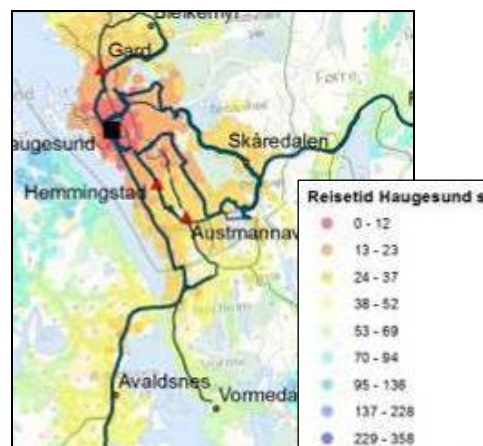 Gard
Skåredalen
augesund
Hemmingstad
Austmannav
Avaldsnes
Vormeda
Reisetid Haugesund s
0 - 12
13 - 23
24 - 37
38 - 52
53 - 69
70 - 94
95 - 136
137 - 228
229 - 358